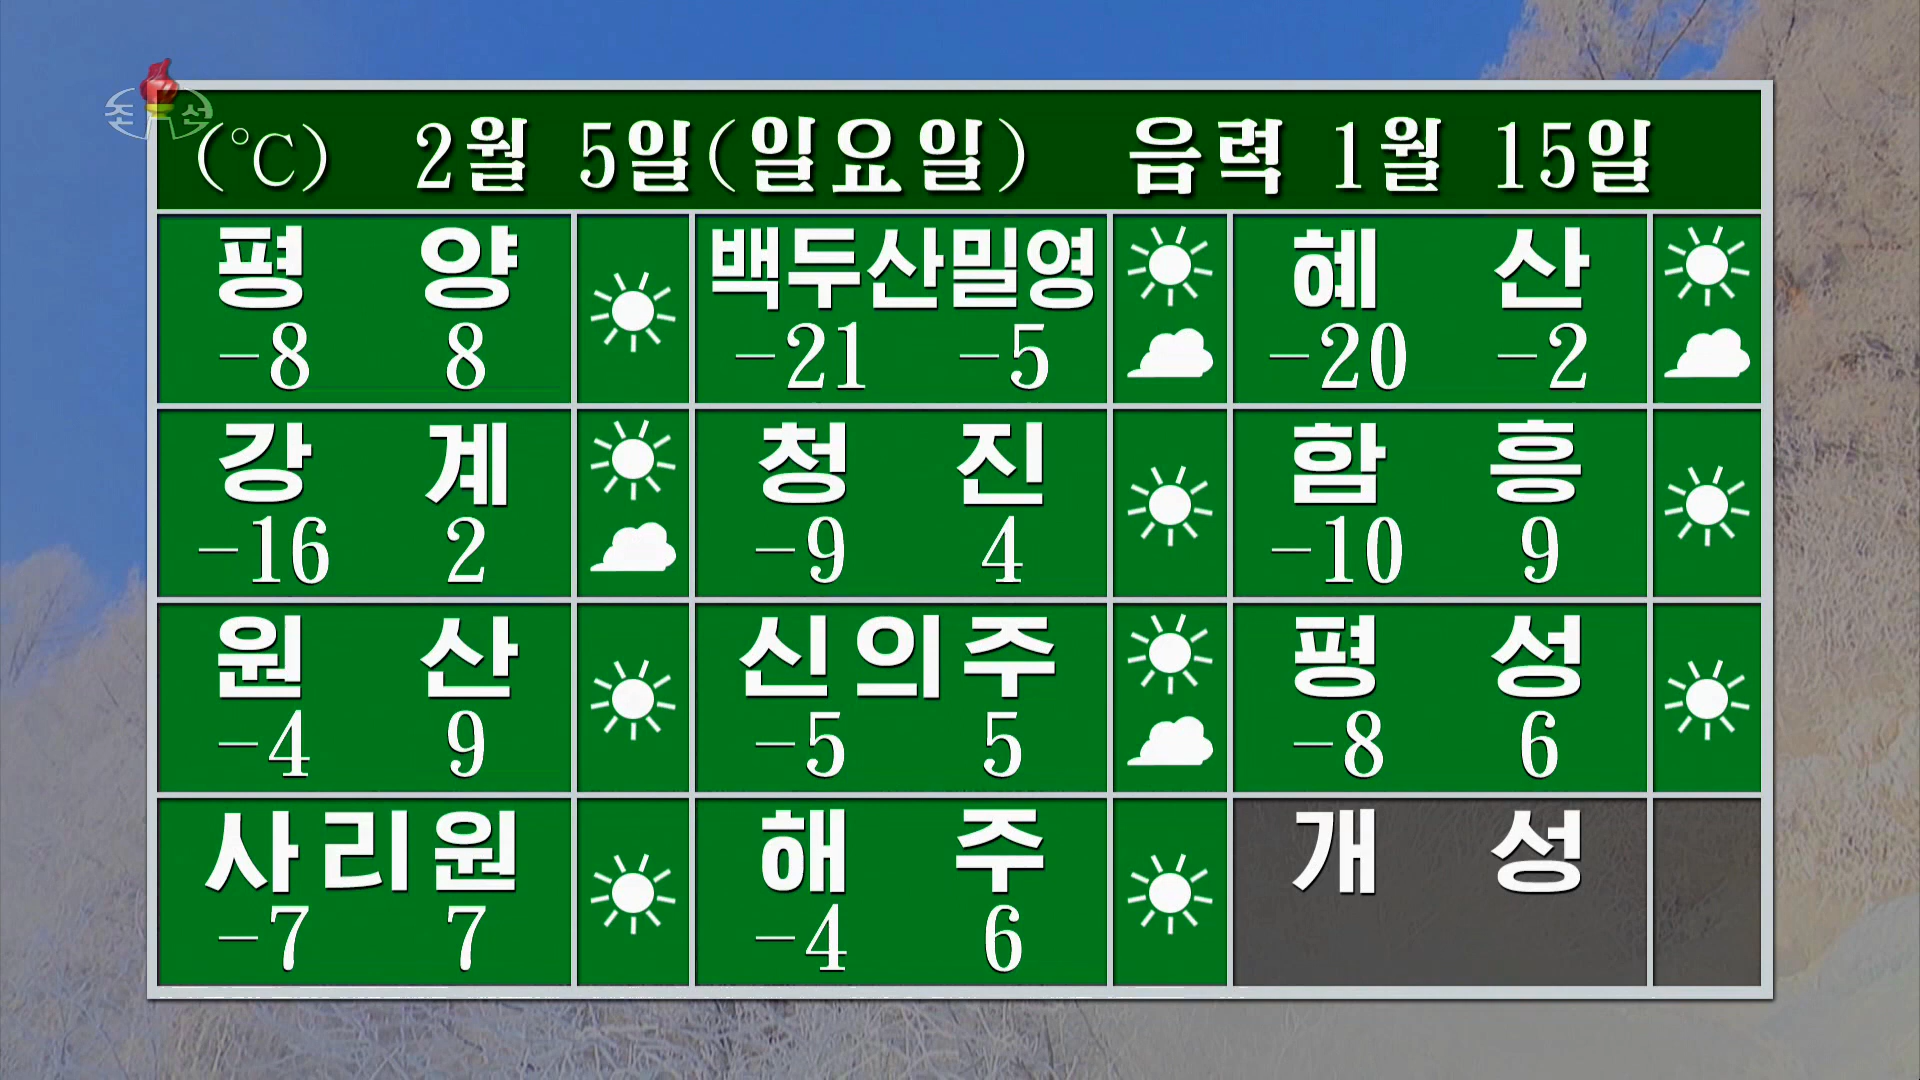 조선
(℃) 2월 5일(일요일) 음력 1월 15일
평양 백두산밀영 혜산
-8 8 -21 -5 -20 -2
강계 청진 함흥
-16 2 -9 4 -10 9
원산 신의주 평성
-4 9 -5 5 -8 6
사리원 해주 개성
-7 7 -4 6